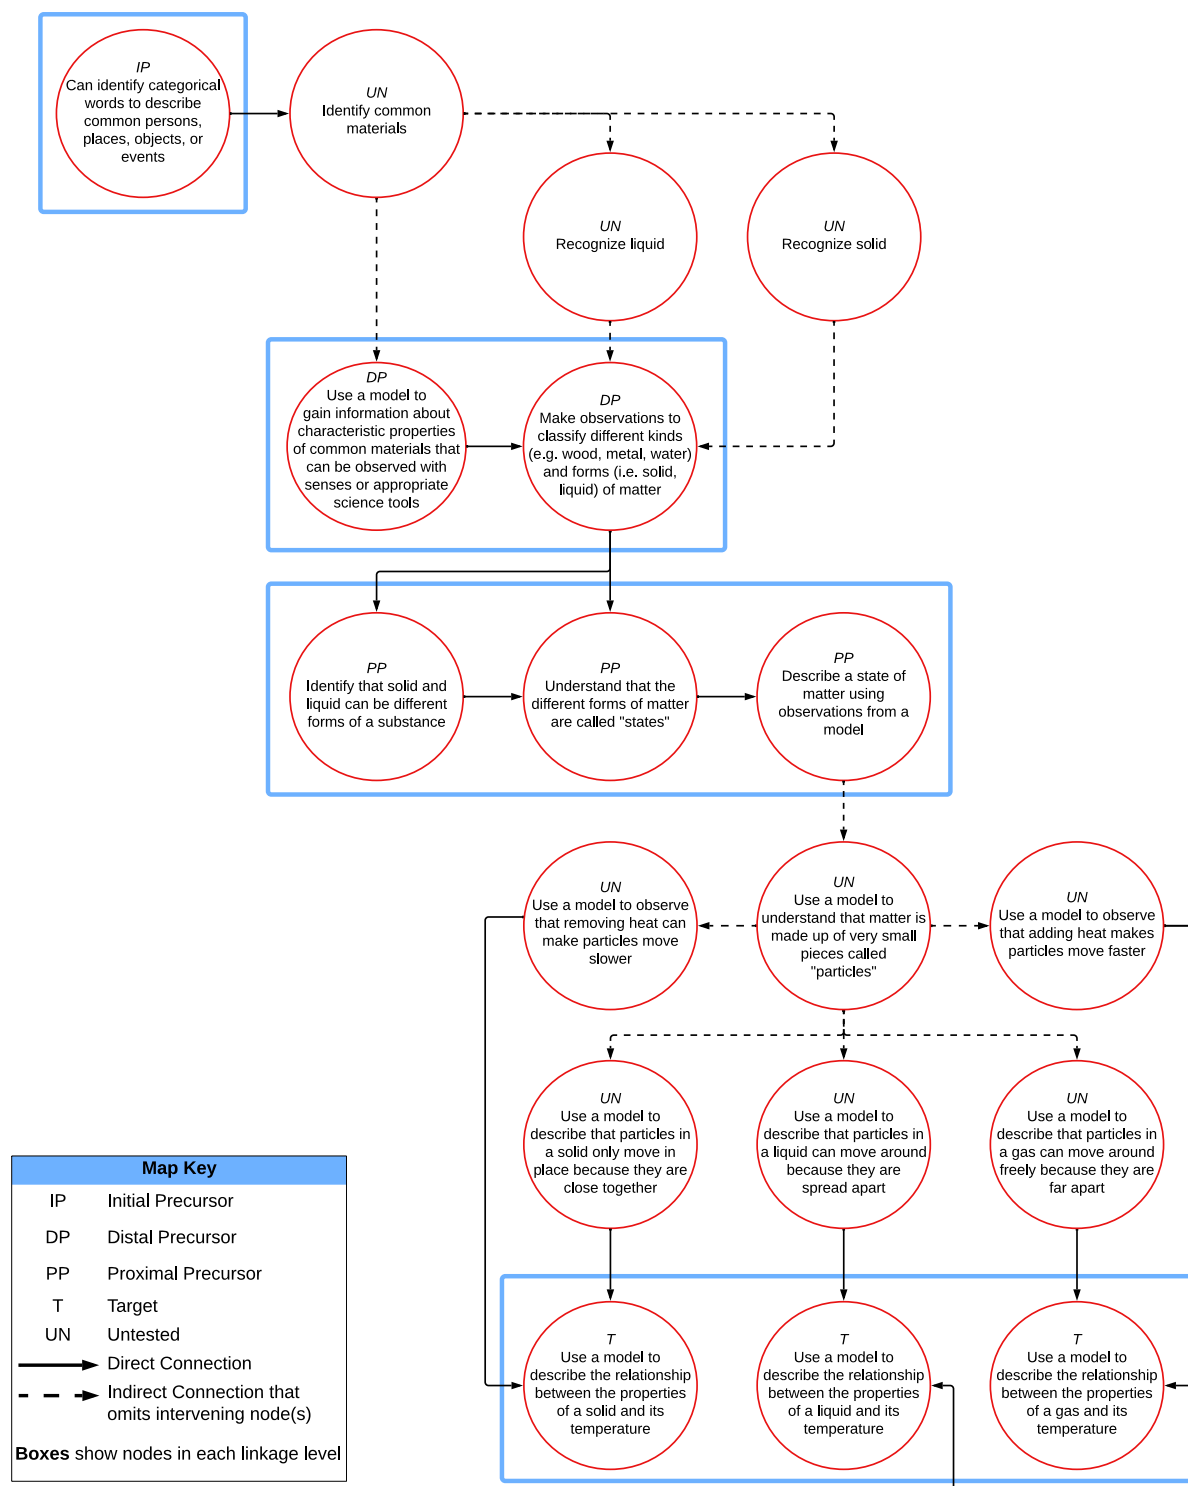 IP
Can identify categorical
words to describe
common persons,
places, objects, or
events
UN
Identify common
materials
UN
Recognize liquid
UN
Recognize solid
DP
Use a model to
gain information about
characteristic properties
of common materials that
can be observed with
senses or appropriate
science tools
DP
Make observations to
classify different kinds
(e.g. wood, metal, water)
and forms (i.e. solid,
liquid) of matter
PP
Identify that solid and
liquid can be different
forms of a substance
PP
Understand that the
different forms of matter
are called "states"
PP
Describe a state of
matter using
observations from a
model
UN
Use a model to observe
that removing heat can
make particles move
slower
UN
Use a model to
understand that matter is
made up of very small
pieces called
"particles"
UN
Use a model to observe
that adding heat makes
particles move faster
UN
Use a model to
describe that particles in
a solid only move in
place because they are
close together
UN
Use a model to
describe that particles in
a liquid can move around
because they are
spread apart
UN
Use a model to
describe that particles in
a gas can move around
freely because they are
far apart
T
Use a model to
describe the relationship
between the properties
of a solid and its
temperature
T
Use a model to
describe the relationship
between the properties
of a liquid and its
temperature
T
Use a model to
describe the relationship
between the properties
of a gas and its
temperature
Map Key
IP Initial Precursor
DP Distal Precursor
PP Proximal Precursor
T Target
UN Untested
Direct Connection
Indirect Connection that
omits intervening node(s)
Boxes show nodes in each linkage level